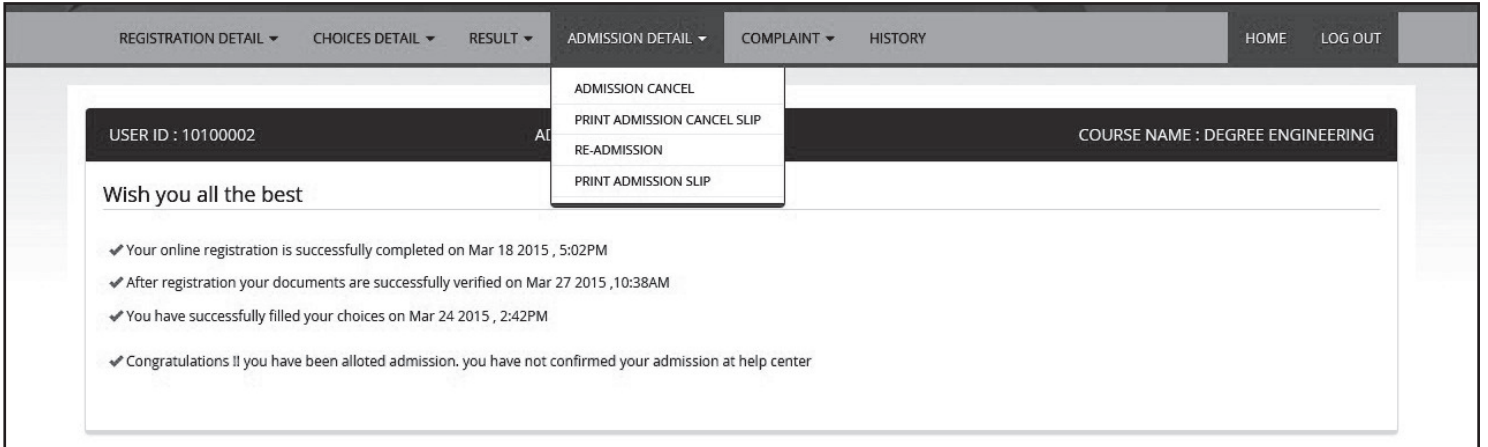 REGISTRATION DETAIL CHOICES DETAIL RESULT ADMISSION DETAIL COMPLAINT HISTORY HOME LOG OUT
ADMISSION CANCEL
PRINT ADMISSION CANCEL SLIP
RE-ADMISSION
PRINT ADMISSION SLIP
USER ID : 10100002 COURSE NAME : DEGREE ENGINEERING
Wish you all the best
Your online registration is successfully completed on Mar 18 2015 , 5:02PM
After registration your documents are successfully verified on Mar 27 2015 ,10:38AM
You have successfully filled your choices on Mar 24 2015 , 2:42PM
Congratulations !! you have been alloted admission. you have not confirmed your admission at help center